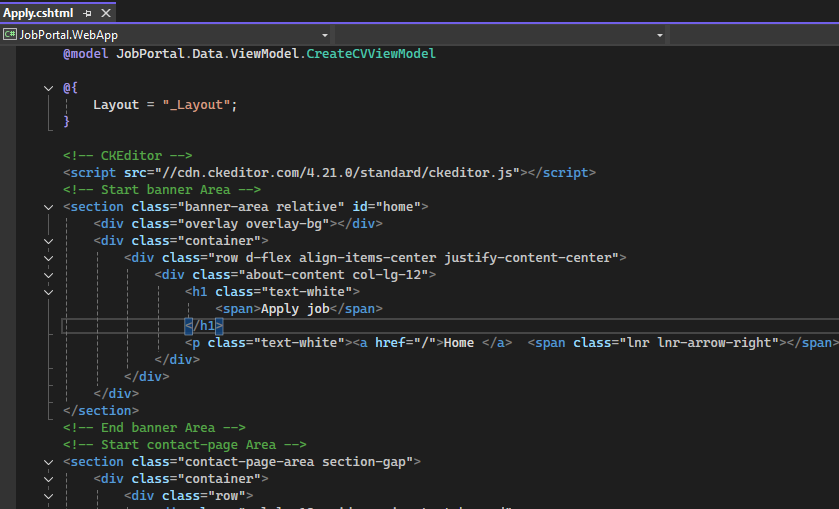 Apply.cshtml
C# JobPortal.WebApp
@model JobPortal.Data.ViewModel.CreateCVViewModel
@{
    Layout = "_Layout";
}
<!-- CKEditor -->
<script src="//cdn.ckeditor.com/4.21.0/standard/ckeditor.js"></script>
<!-- Start banner Area -->
<section class="banner-area relative" id="home">
    <div class="overlay overlay-bg"></div>
    <div class="container">
        <div class="row d-flex align-items-center justify-content-center">
            <div class="about-content col-lg-12">
                <h1 class="text-white">
                    <span>Apply job</span>
                </h1>
                <p class="text-white"><a href="/">Home </a>  <span class="lnr lnr-arrow-right"></span>
            </div>
        </div>
    </div>
</section>
<!-- End banner Area -->
<!-- Start contact-page Area -->
<section class="contact-page-area section-gap">
    <div class="container">
        <div class="row">